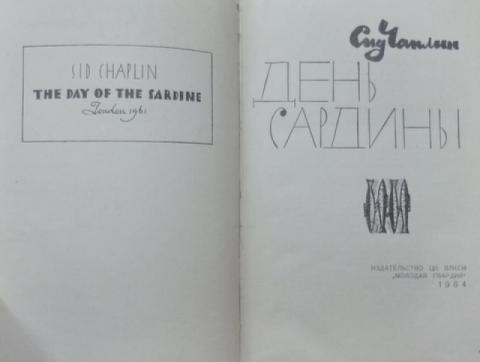 SID CHAPLIN
THE DAY OF THE SARDINE
London 1961
Сид Чаплин
ДЕНЬ
САРДИНЫ
ИЗДАТЕЛЬСТВО ЦК ВЛКСМ
„МОЛОДАЯ ГВАРДИЯ“
1964